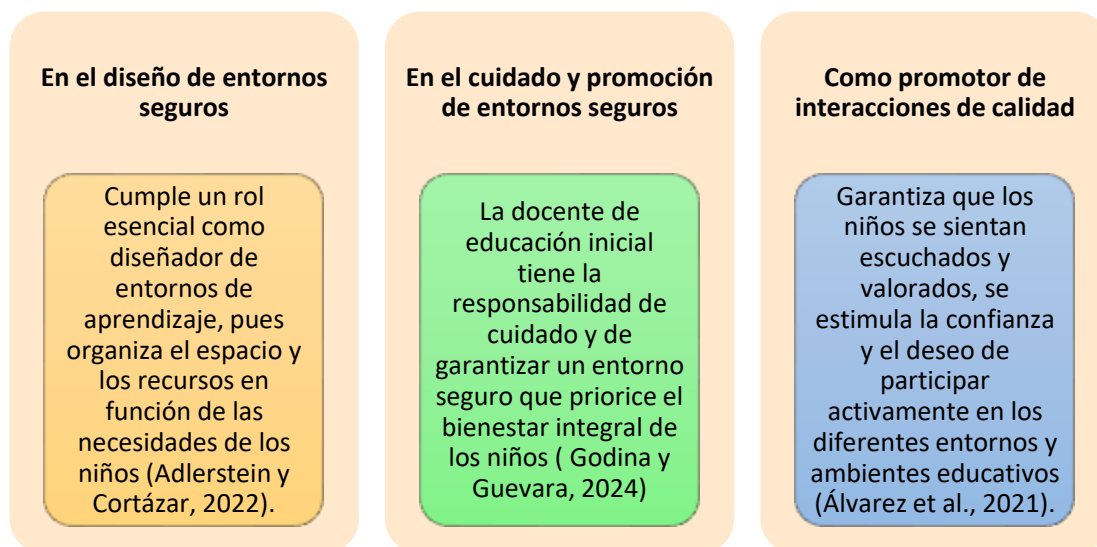 En el diseño de entornos
seguros
Cumple un rol
esencial como
diseñador de
entornos de
aprendizaje, pues
organiza el espacio y
los recursos en
función de las
necesidades de los
niños (Adlerstein y
Cortázar, 2022).
En el cuidado y promoción
de entornos seguros
La docente de
educación inicial
tiene la
responsabilidad de
cuidado y de
garantizar un entorno
seguro que priorice el
bienestar integral de
los niños ( Godina y
Guevara, 2024)
Como promotor de
interacciones de calidad
Garantiza que los
niños se sientan
escuchados y
valorados, se
estimula la confianza
y el deseo de
participar
activamente en los
diferentes entornos y
ambientes educativos
(Álvarez et al., 2021).